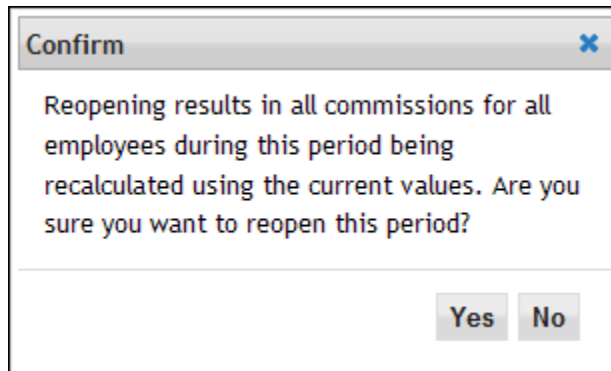 Confirm
Reopening results in all commissions for all
employees during this period being
recalculated using the current values. Are you
sure you want to reopen this period?
Yes No